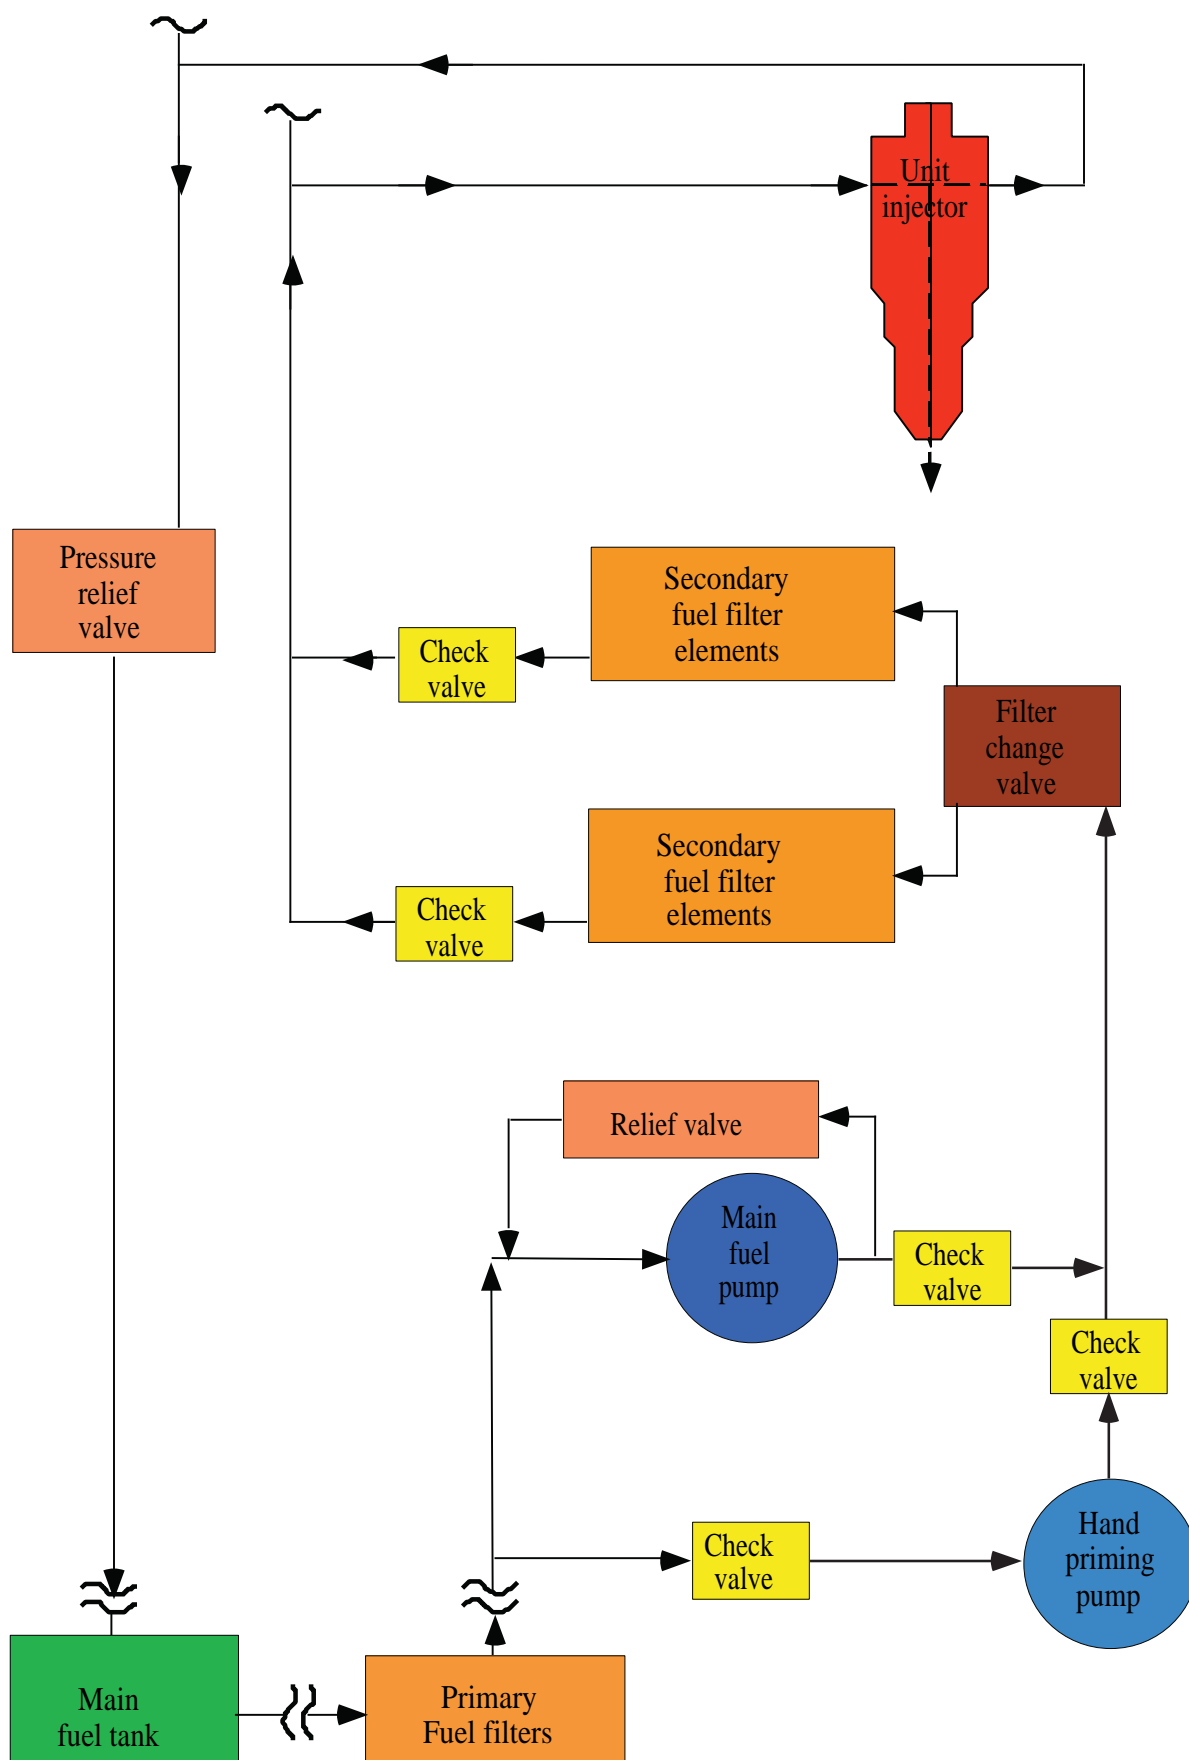 Unit
injector
Pressure
relief
valve
Secondary
fuel filter
elements
Check
valve
Filter
change
valve
Secondary
fuel filter
elements
Check
valve
Relief valve
Main
fuel
pump
Check
valve
Check
valve
Hand
priming
pump
Check
valve
Main
fuel tank
Primary
Fuel filters